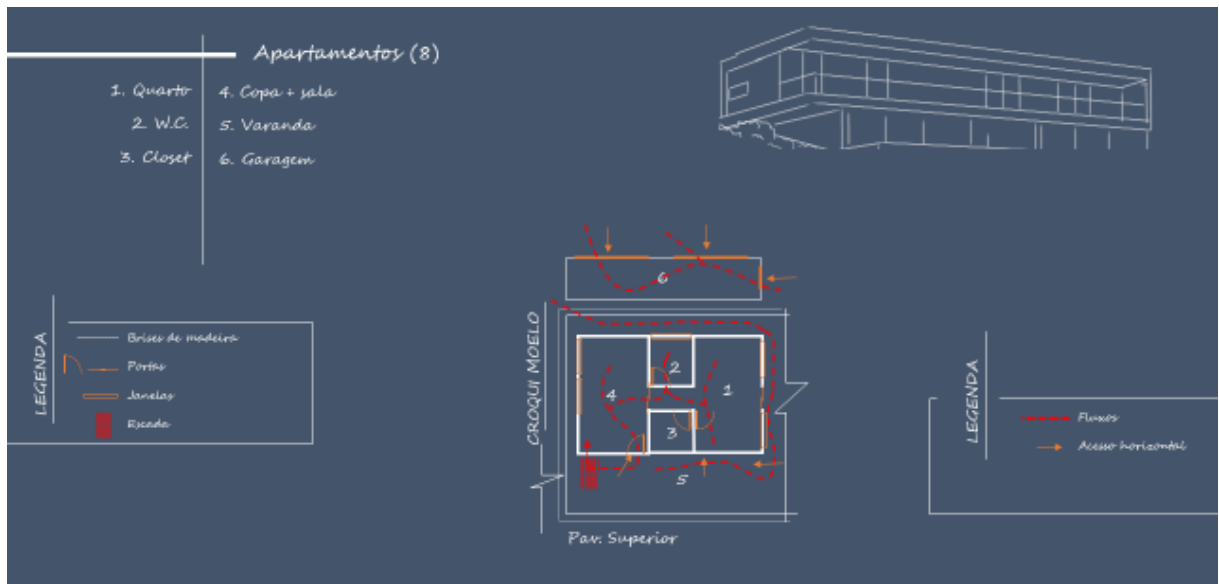 Apartamentos (8)
1. Quarto
2 W.C.
3. Closet
4. Copa + sala
5. Varanda
6. Garagem
LEGENDA
Brises de madeira
Portas
Janelas
Escada
CROQUI MOELO
6
2
4
1
3
5
Pav. Superior
LEGENDA
Fluxos
Acesso horizontal